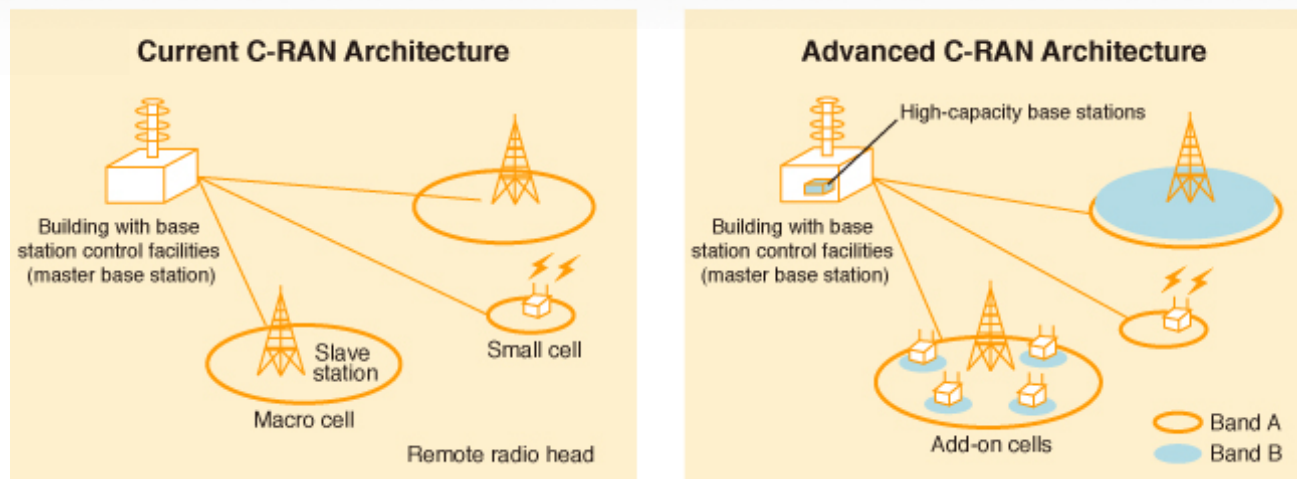 Current C-RAN Architecture
Building with base
station control facilities
(master base station)
Small cell
Slave
station
Macro cell
Remote radio head
Advanced C-RAN Architecture
High-capacity base stations
Building with base
station control facilities
(master base station)
Add-on cells
Band A
Band B